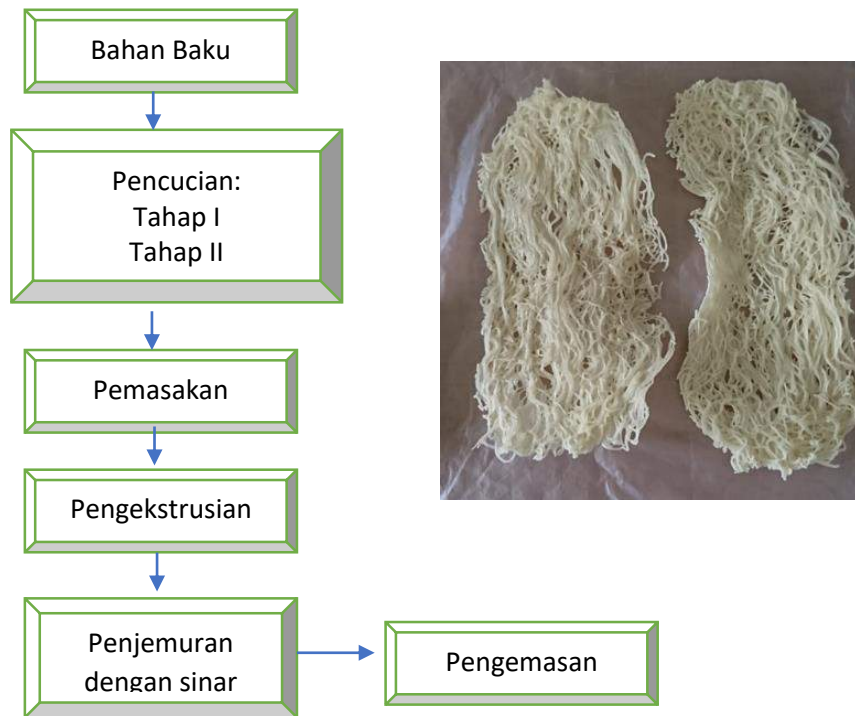 Bahan Baku
Pencucian:
Tahap I
Tahap II
Pemasakan
Pengekstrusian
Penjemuran
dengan sinar
Pengemasan